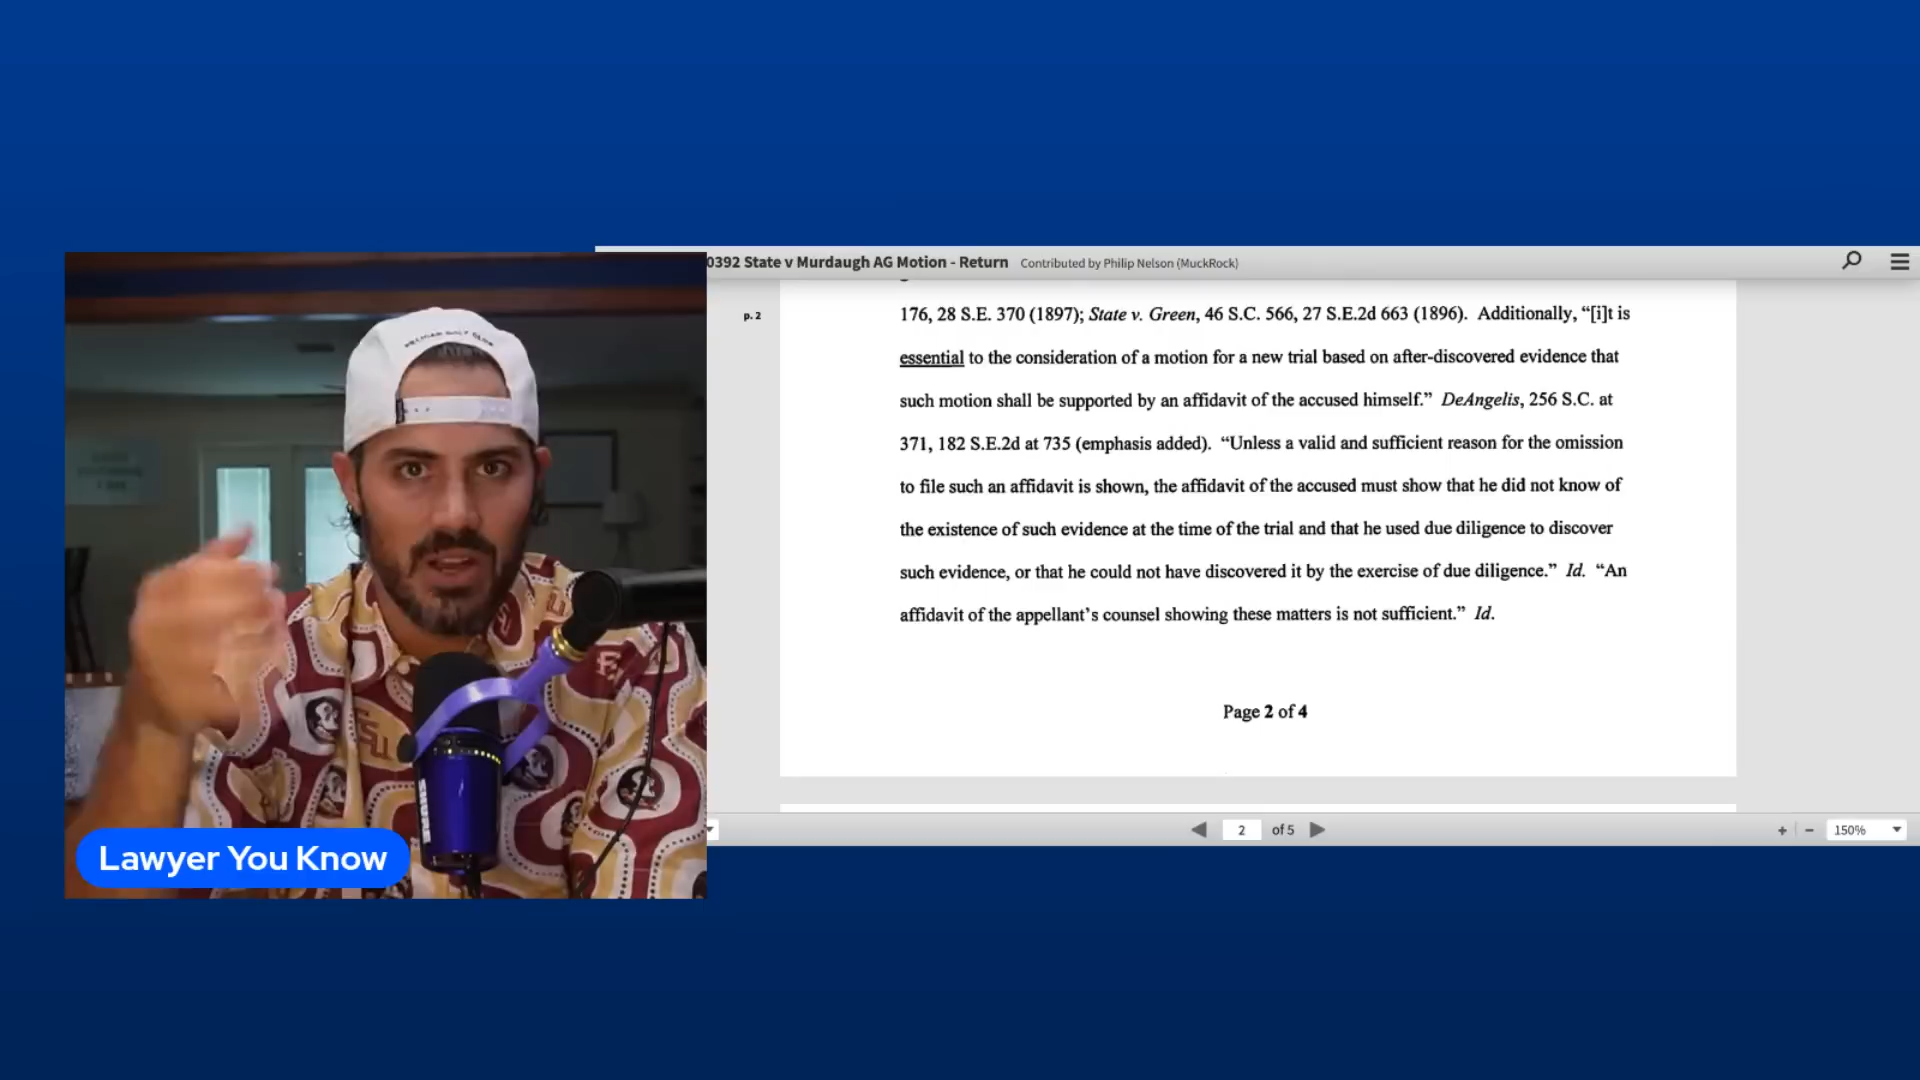 0392 State v Murdaugh AG Motion - Return Contributed by Philip Nelson (MuckRock)
p. 2
176, 28 S.E. 370 (1897); State v. Green, 46 S.C. 566, 27 S.E.2d 663 (1896). Additionally, “[i]t is
essential to the consideration of a motion for a new trial based on after-discovered evidence that
such motion shall be supported by an affidavit of the accused himself.” DeAngelis, 256 S.C. at
371, 182 S.E.2d at 735 (emphasis added). “Unless a valid and sufficient reason for the omission
to file such an affidavit is shown, the affidavit of the accused must show that he did not know of
the existence of such evidence at the time of the trial and that he used due diligence to discover
such evidence, or that he could not have discovered it by the exercise of due diligence.” Id. “An
affidavit of the appellant’s counsel showing these matters is not sufficient.” Id.
Page 2 of 4
2 of 5
150%
FSU
SHURE
Lawyer You Know